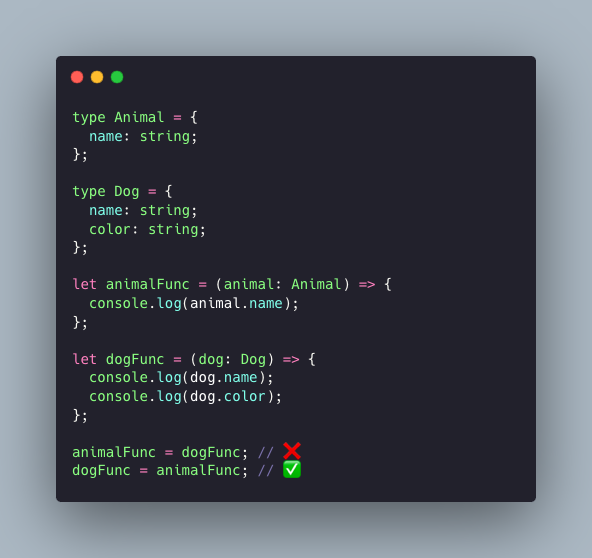 type Animal = {
  name: string;
};

type Dog = {
  name: string;
  color: string;
};

let animalFunc = (animal: Animal) => {
  console.log(animal.name);
};

let dogFunc = (dog: Dog) => {
  console.log(dog.name);
  console.log(dog.color);
};

animalFunc = dogFunc; // ❌
dogFunc = animalFunc; // ✅